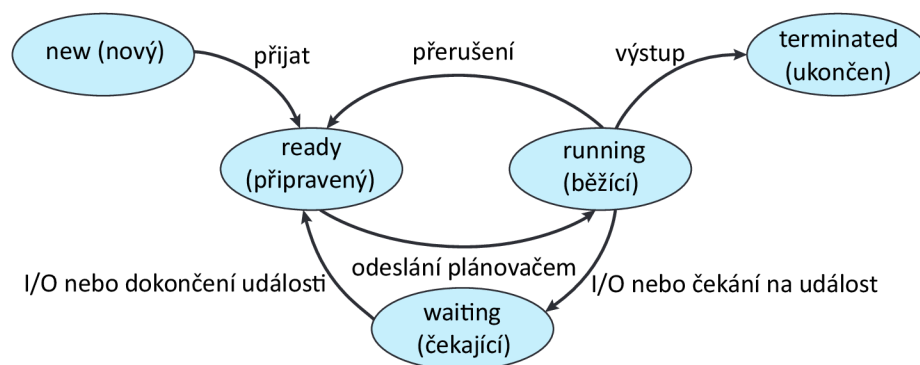 new (nový)
přijat
přerušení
výstup
terminated
(ukončen)
ready
(připravený)
running
(běžící)
odeslání plánovačem
I/O nebo dokončení události
I/O nebo čekání na událost
waiting
(čekající)